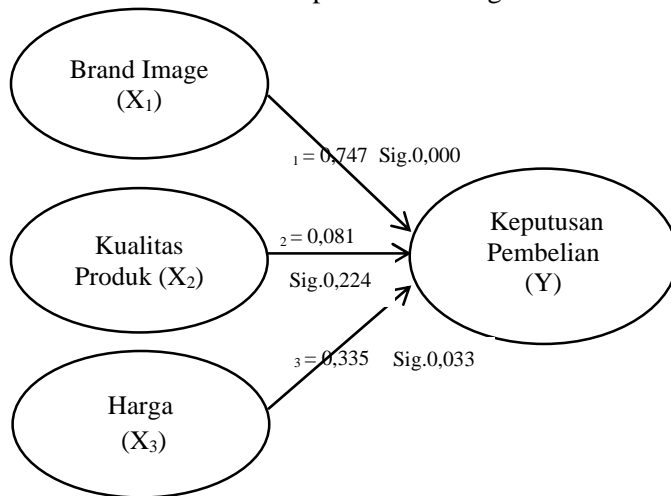 Brand Image
(X₁)
₁ = 0,747 Sig.0,000
Kualitas
Produk (X₂)
₂ = 0,081
Sig.0,224
Keputusan
Pembelian
(Y)
₃ = 0,335 Sig.0,033
Harga
(X₃)